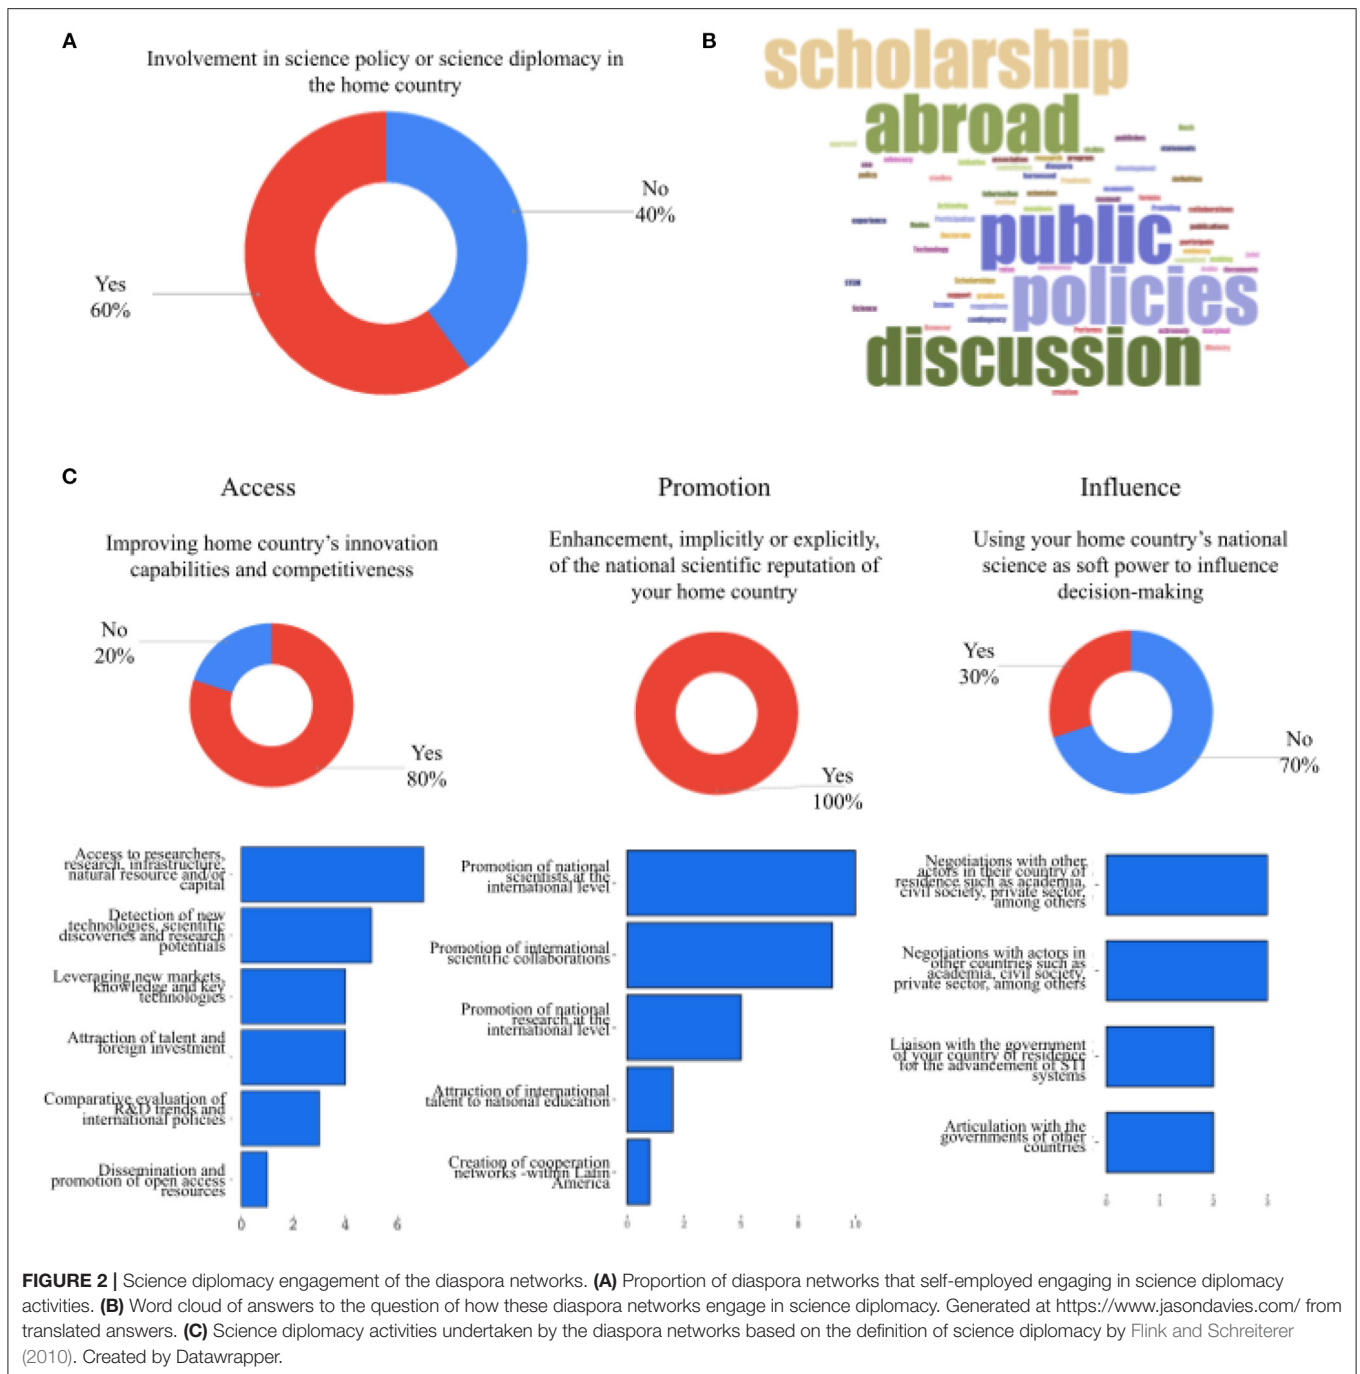 A
Involvement in science policy or science diplomacy in
the home country
No
40%
Yes
60%
B
scholarship
abroad
public
policies
discussion
C
Access
Improving home country's innovation
capabilities and competitiveness
No
20%
Yes
80%
Access to researchers,
research, infrastructure,
natural resource and/or
capital
Detection of new
technologies, scientific
discoveries and research
potentials
Leveraging new markets,
knowledge and key
technologies
Attraction of talent and
foreign investment
Comparative evaluation of
R&D trends and
international policies
Dissemination and
promotion of open access
resources
0 2 4 6
Promotion
Enhancement, implicitly or explicitly,
of the national scientific reputation of
your home country
Yes
100%
Promotion of national
scientists at the
international level
Promotion of international
scientific collaborations
Promotion of national
research at the
international level
Attraction of international
talent to national education
Creation of cooperation
networks -within Latin
America
0 2 5 8 10
Influence
Using your home country's national
science as soft power to influence
decision-making
Yes
30%
No
70%
Negotiations with other
actors in their country of
residence such as academia,
civil society, private sector,
among others
Negotiations with actors in
other countries such as
academia, civil society,
private sector, among others
Liaison with the government
of your country of residence
for the advancement of STI
systems
Articulation with the
governments of other
countries
0 1 2 3
FIGURE 2 | Science diplomacy engagement of the diaspora networks. (A) Proportion of diaspora networks that self-employed engaging in science diplomacy
activities. (B) Word cloud of answers to the question of how these diaspora networks engage in science diplomacy. Generated at https://www.jasondavies.com/ from
translated answers. (C) Science diplomacy activities undertaken by the diaspora networks based on the definition of science diplomacy by Flink and Schreiterer
(2010). Created by Datawrapper.